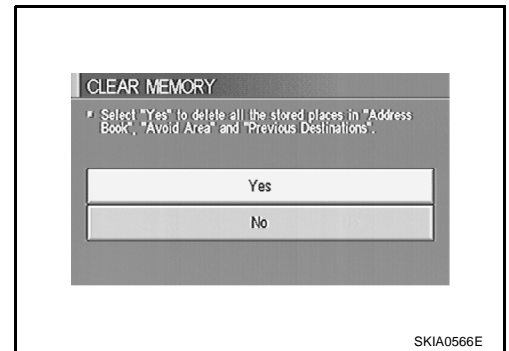 CLEAR MEMORY
▪ Select "Yes" to delete all the stored places in "Address
Book", "Avoid Area" and "Previous Destinations".
Yes
No
SKIA0566E